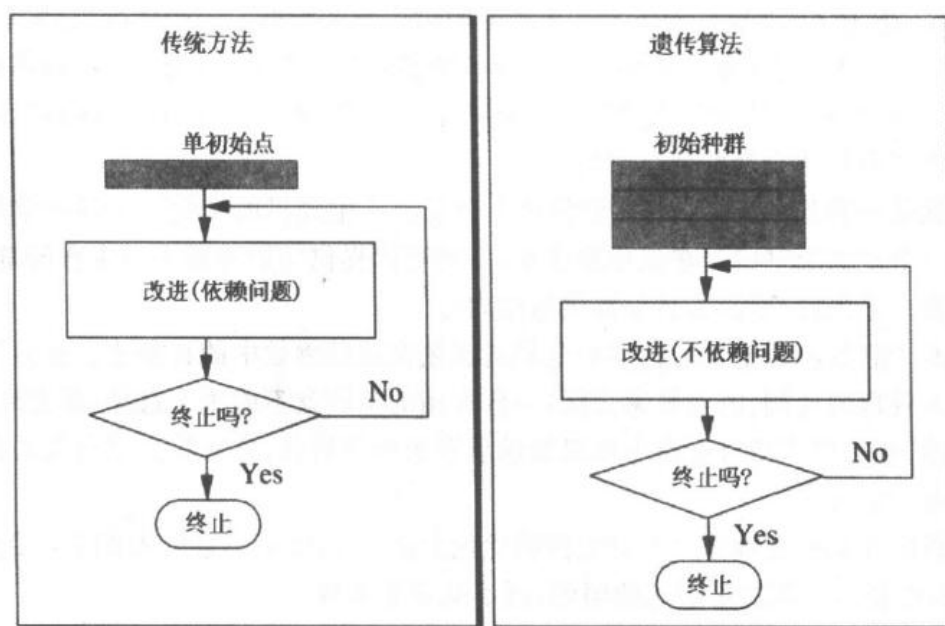 传统方法
单初始点
改进(依赖问题)
No
终止吗?
Yes
终止
遗传算法
初始种群
改进(不依赖问题)
No
终止吗?
Yes
终止